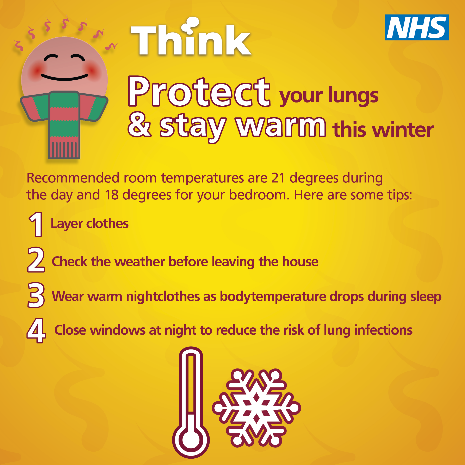 Think
NHS
Protect your lungs
& stay warm this winter
Recommended room temperatures are 21 degrees during
the day and 18 degrees for your bedroom. Here are some tips:
1 Layer clothes
2 Check the weather before leaving the house
3 Wear warm nightclothes as bodytemperature drops during sleep
4 Close windows at night to reduce the risk of lung infections